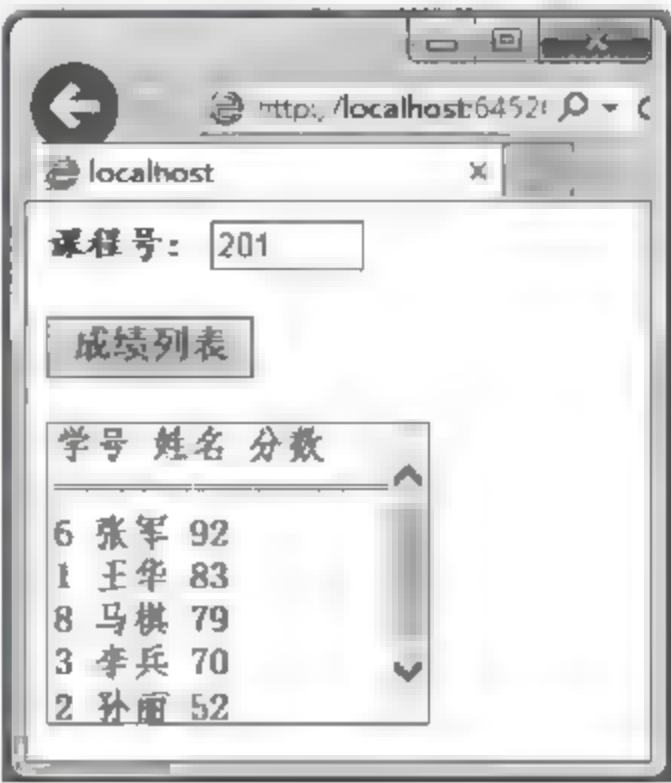 http://localhost:6452
localhost
课程号: 201
成绩列表
学号 姓名 分数
6 张军 92
1 王华 83
8 马棋 79
3 李兵 70
2 孙丽 52